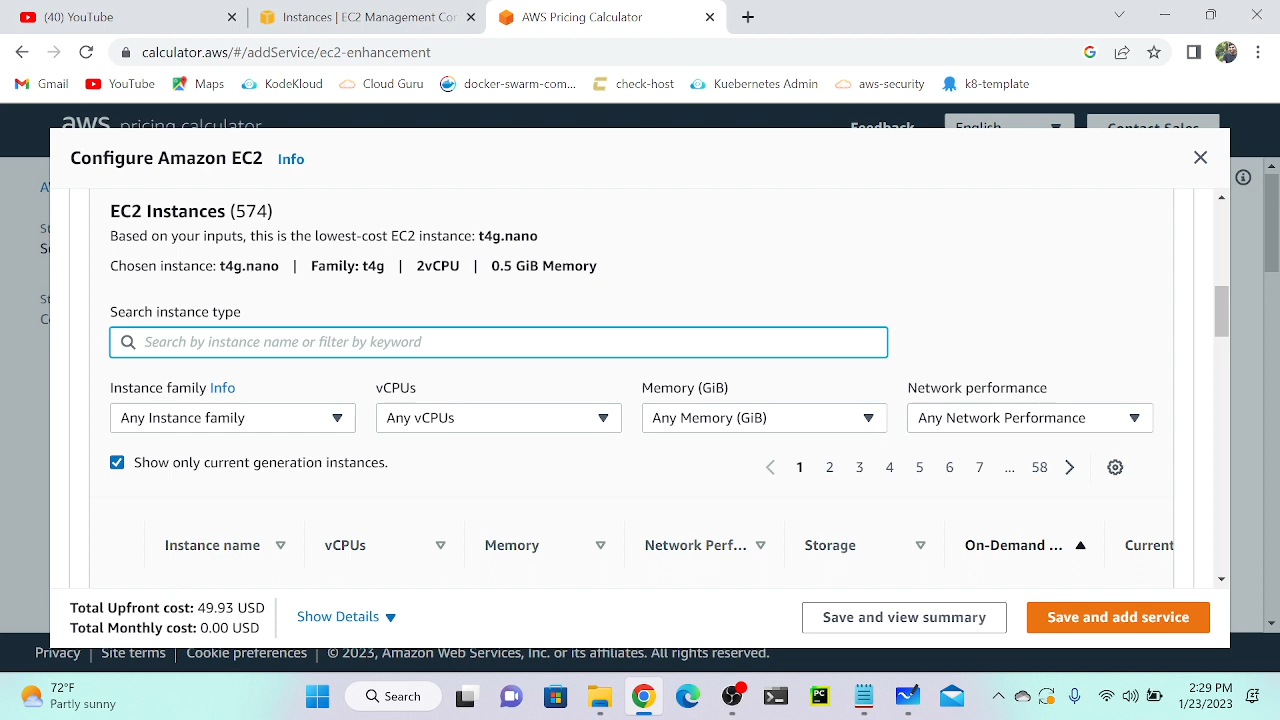 (40) YouTube
Instances | EC2 Management Con
AWS Pricing Calculator
calculator.aws/#/addService/ec2-enhancement
Gmail YouTube Maps KodeKloud Cloud Guru docker-swarm-com... check-host Kuebernetes Admin aws-security k8-template
aws pricing calculator Feedback English Contact Sales
Configure Amazon EC2 Info
EC2 Instances (574)
Based on your inputs, this is the lowest-cost EC2 instance: t4g.nano
Chosen instance: t4g.nano | Family: t4g | 2vCPU | 0.5 GiB Memory
Search instance type
Search by instance name or filter by keyword
Instance family Info vCPUs Memory (GiB) Network performance
Any Instance family Any vCPUs Any Memory (GiB) Any Network Performance
Show only current generation instances.
1 2 3 4 5 6 7 ... 58
Instance name vCPUs Memory Network Perf... Storage On-Demand ... Current
Total Upfront cost: 49.93 USD
Total Monthly cost: 0.00 USD
Show Details
Save and view summary
Save and add service
Privacy | Site terms | Cookie preferences | © 2023, Amazon Web Services, Inc. or its affiliates. All rights reserved.
72°F
Partly sunny
Search
2:29 PM
1/23/2023